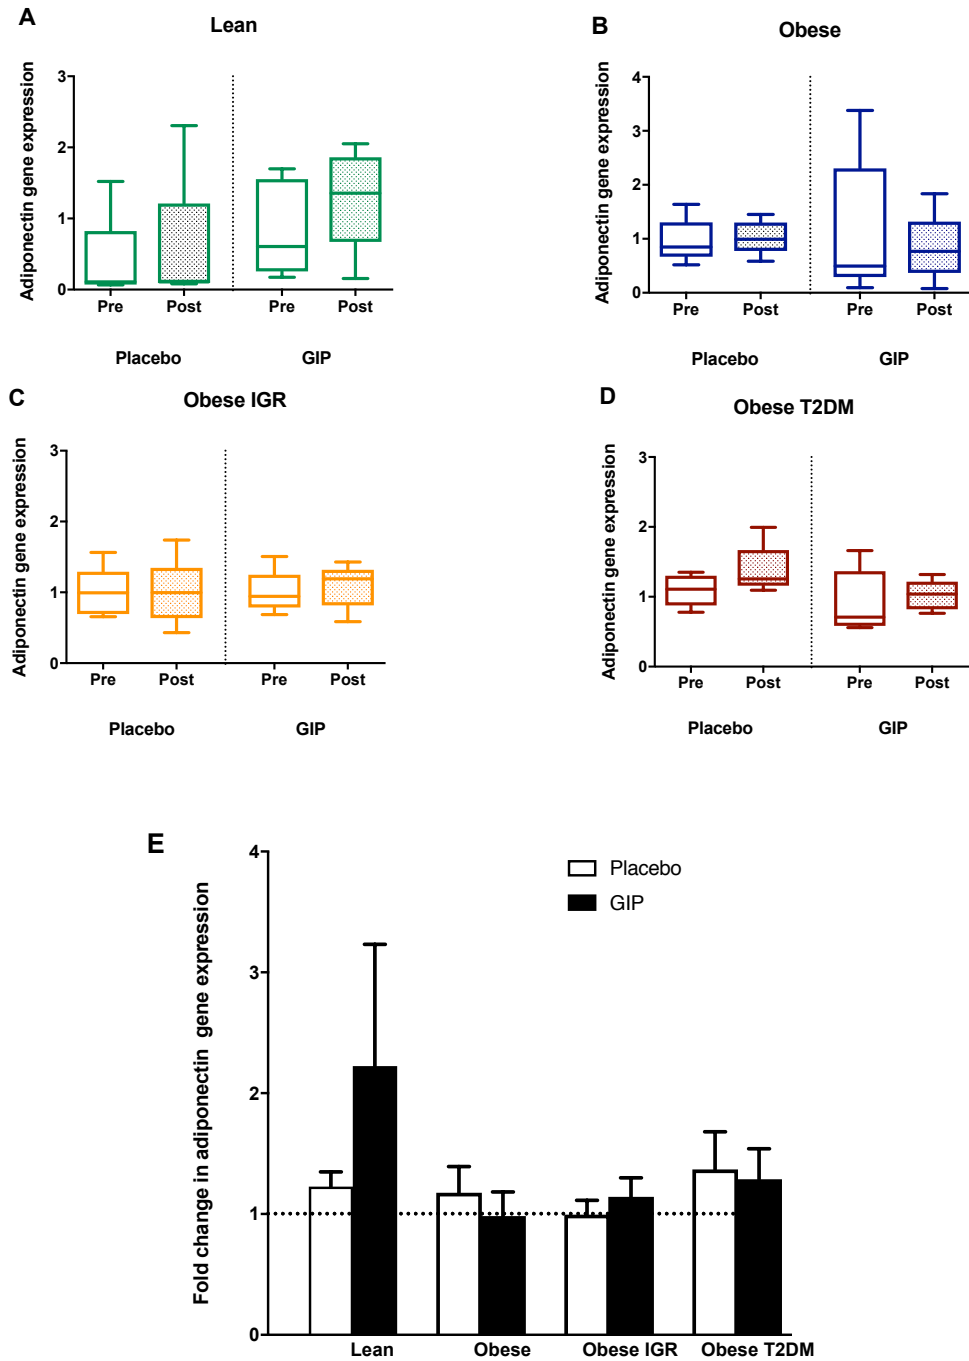 A
Lean
Adiponectin gene expression
3
2
1
0
Pre
Post
Pre
Post
Placebo
GIP
B
Obese
Adiponectin gene expression
4
3
2
1
0
Pre
Post
Pre
Post
Placebo
GIP
C
Obese IGR
Adiponectin gene expression
3
2
1
0
Pre
Post
Pre
Post
Placebo
GIP
D
Obese T2DM
Adiponectin gene expression
3
2
1
0
Pre
Post
Pre
Post
Placebo
GIP
E
Fold change in adiponectin gene expression
4
3
2
1
0
Placebo
GIP
Lean
Obese
Obese IGR
Obese T2DM